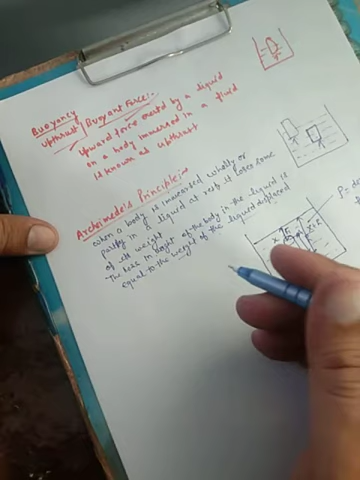 Buoyancy
Upthrust / Buoyant Force:-
Upward force exerted by a liquid
on a body immersed in a fluid
is known as upthrust
Archimede's Principle:-
When a body is immersed wholly or
partly in a liquid at rest, it loses some
of its weight
The loss in weight of the body in the liquid is
equal to the weight of the liquid displaced